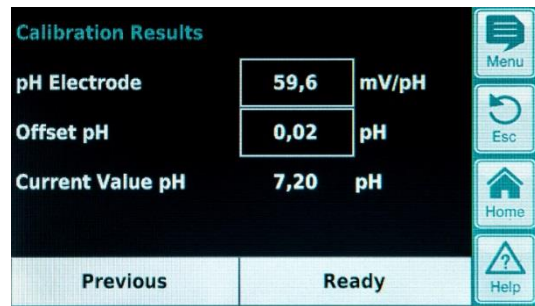 Calibration Results
Menu
pH Electrode 59,6 mV/pH
Esc
Offset pH 0,02 pH
Current Value pH 7,20 pH
Home
Previous Ready
? Help